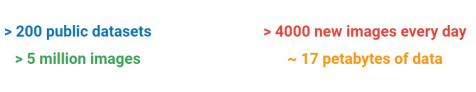 > 200 public datasets
> 4000 new images every day
> 5 million images
~ 17 petabytes of data